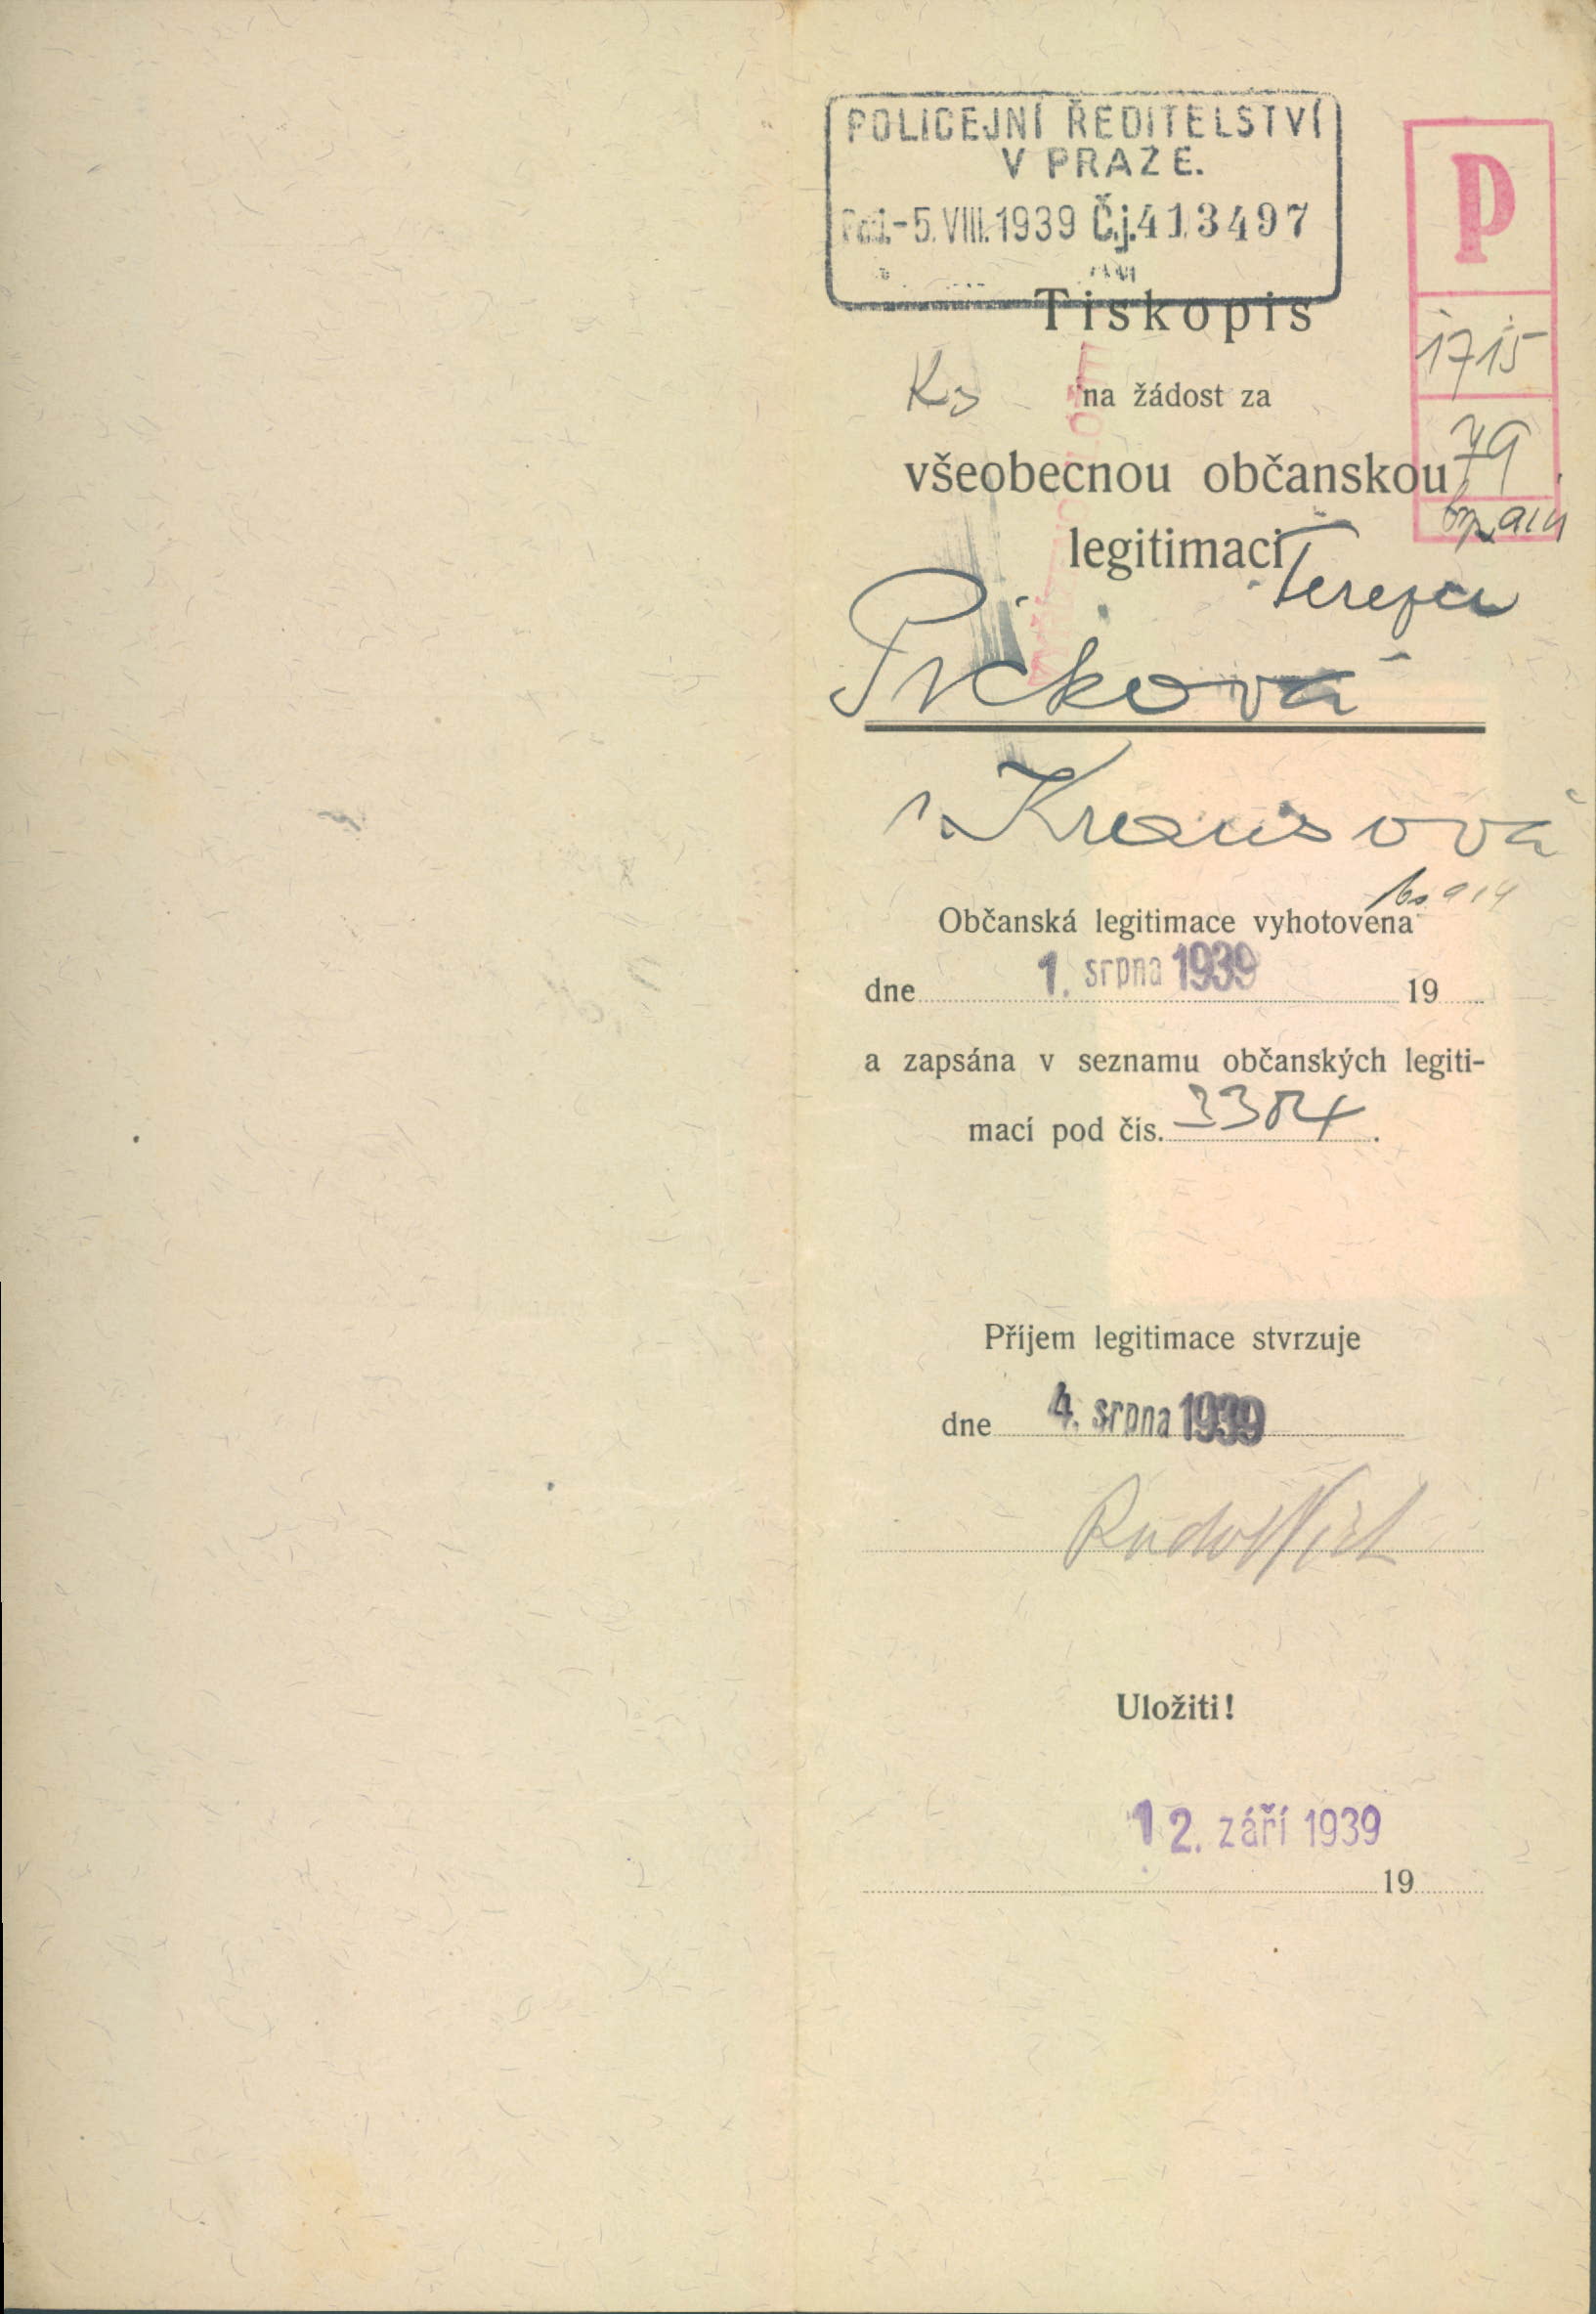 POLICEJNÍ ŘEDITELSTVÍ
V PRAZE.
-5. VIII. 1939 Č.j. 413497
P
1715
79
Tiskopis
na žádost za
všeobecnou občanskou
legitimaci
Picková
Krausová
Občanská legitimace vyhotovena
dne 1. srpna 1939 19
a zapsána v seznamu občanských legiti-
mací pod čís. 3384.
Příjem legitimace stvrzuje
dne 4. srpna 1939
Rudolf
Uložiti!
12. září 1939
19